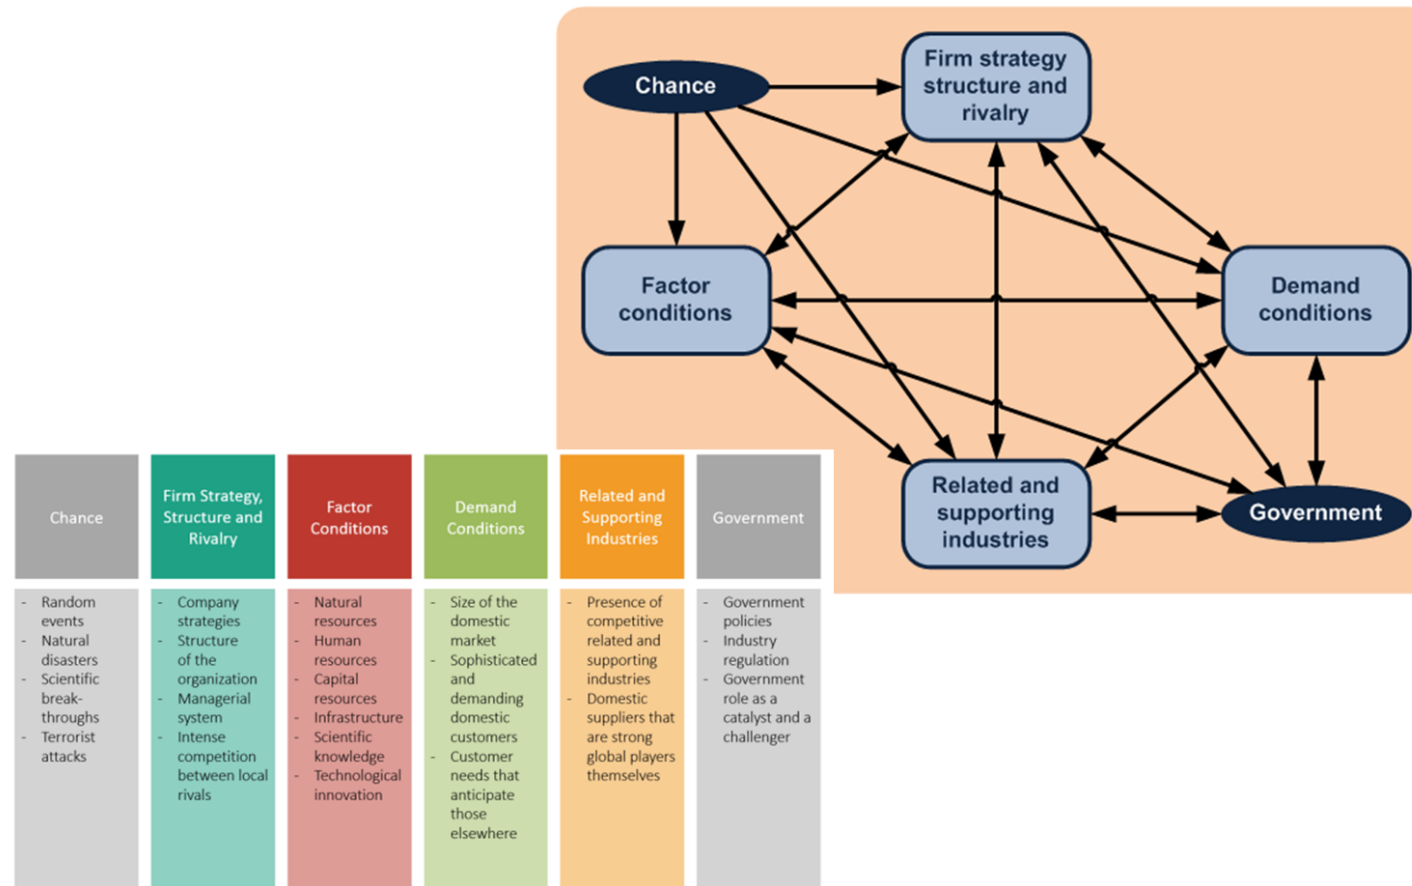 Chance
Firm strategy
structure and
rivalry
Factor
conditions
Demand
conditions
Related and
supporting
industries
Government
Chance
Firm Strategy,
Structure and
Rivalry
Factor
Conditions
Demand
Conditions
Related and
Supporting
Industries
Government
- Random
events
- Natural
disasters
- Scientific
break-
throughs
- Terrorist
attacks
- Company
strategies
- Structure
of the
organization
- Managerial
system
- Intense
competition
between local
rivals
- Natural
resources
- Human
resources
- Capital
resources
- Infrastructure
- Scientific
knowledge
- Technological
innovation
- Size of the
domestic
market
- Sophisticated
and
demanding
domestic
customers
- Customer
needs that
anticipate
those
elsewhere
- Presence of
competitive
related and
supporting
industries
- Domestic
suppliers that
are strong
global players
themselves
- Government
policies
- Industry
regulation
- Government
role as a
catalyst and a
challenger